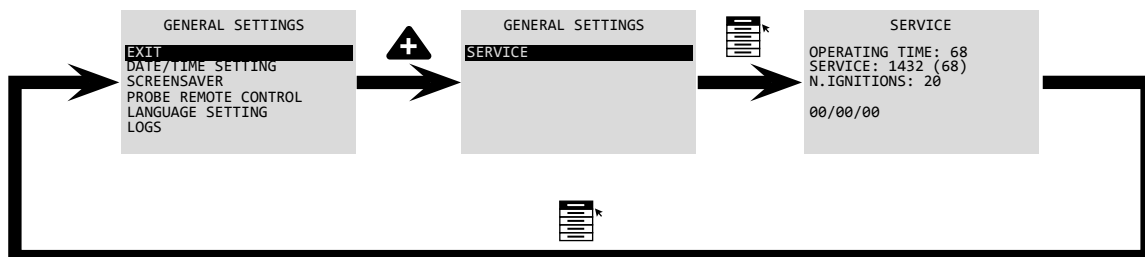 GENERAL SETTINGS
EXIT
DATE/TIME SETTING
SCREENSAVER
PROBE REMOTE CONTROL
LANGUAGE SETTING
LOGS
GENERAL SETTINGS
SERVICE
SERVICE
OPERATING TIME: 68
SERVICE: 1432 (68)
N.IGNITIONS: 20
00/00/00